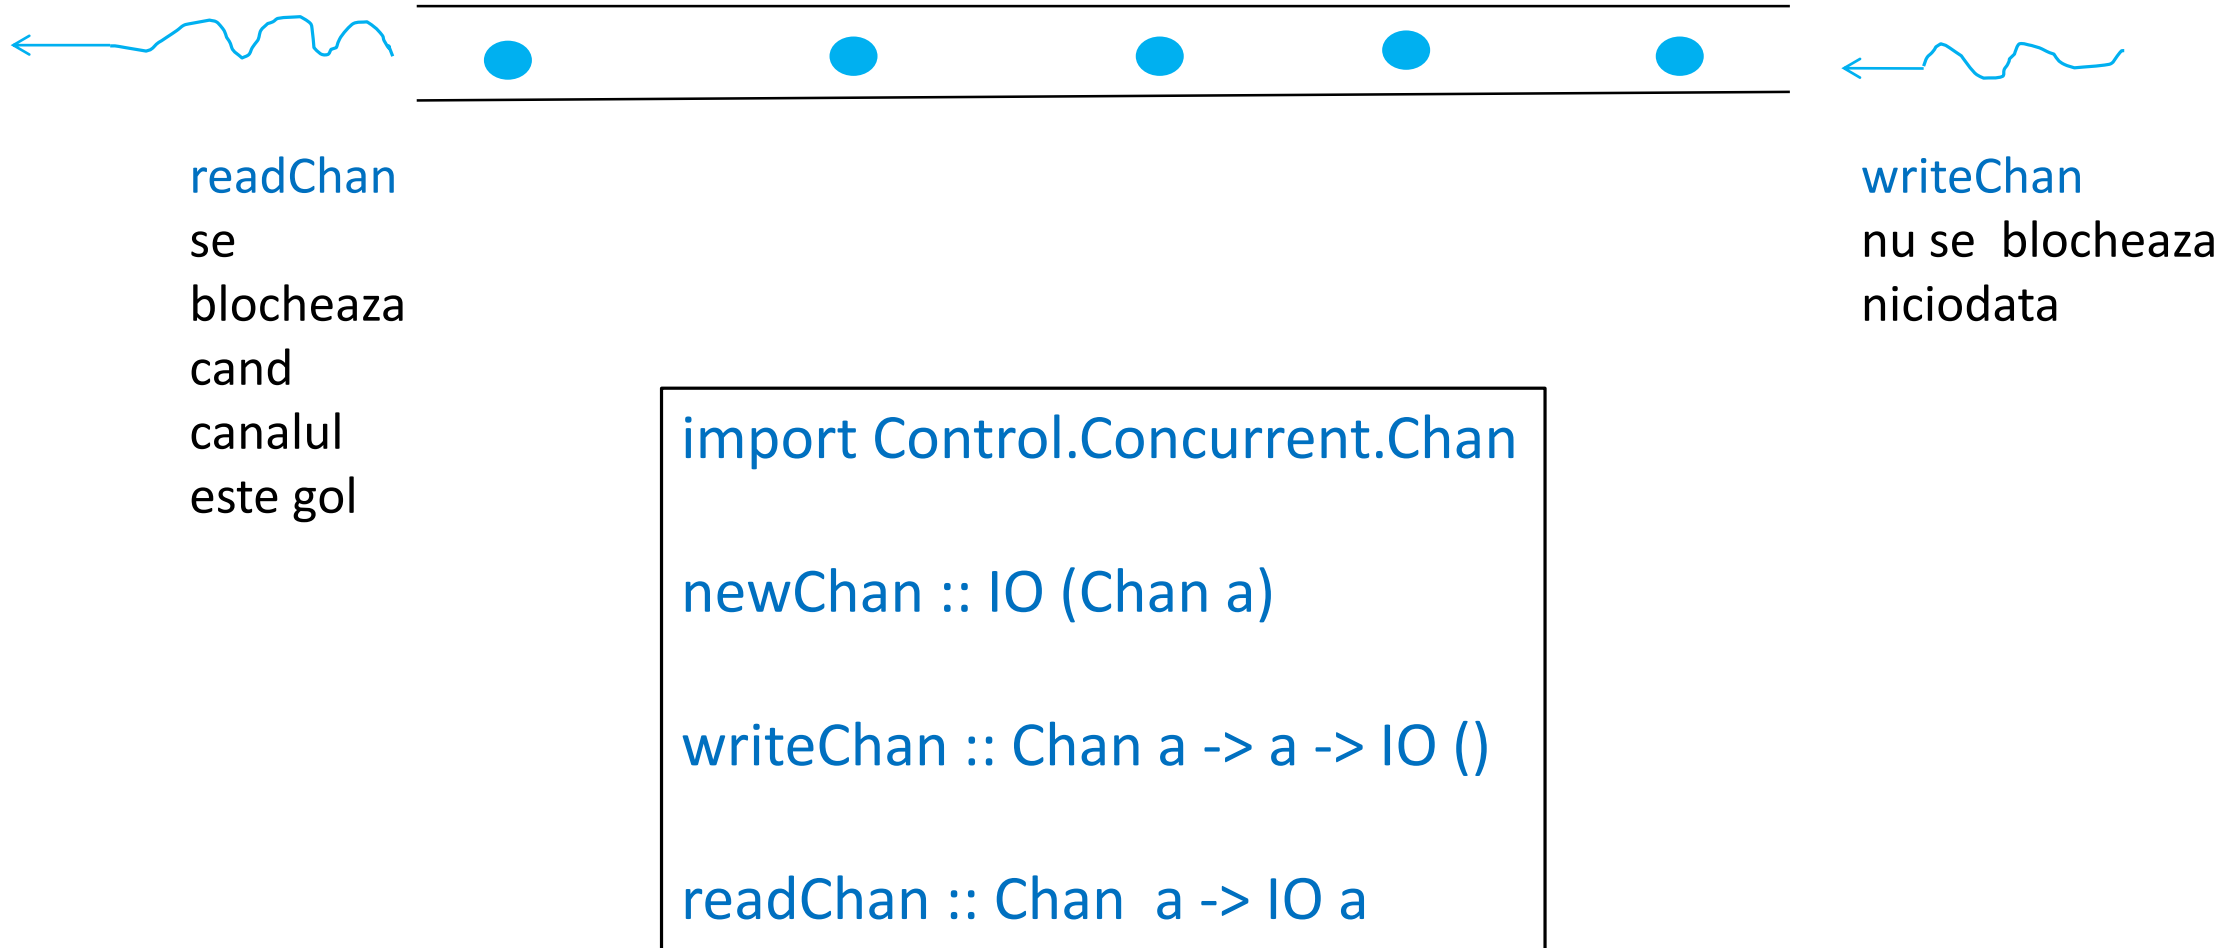 readChan
se
blocheaza
cand
canalul
este gol
writeChan
nu se  blocheaza
niciodata
import Control.Concurrent.Chan
newChan :: IO (Chan a)
writeChan :: Chan a -> a -> IO ()
readChan :: Chan  a -> IO a